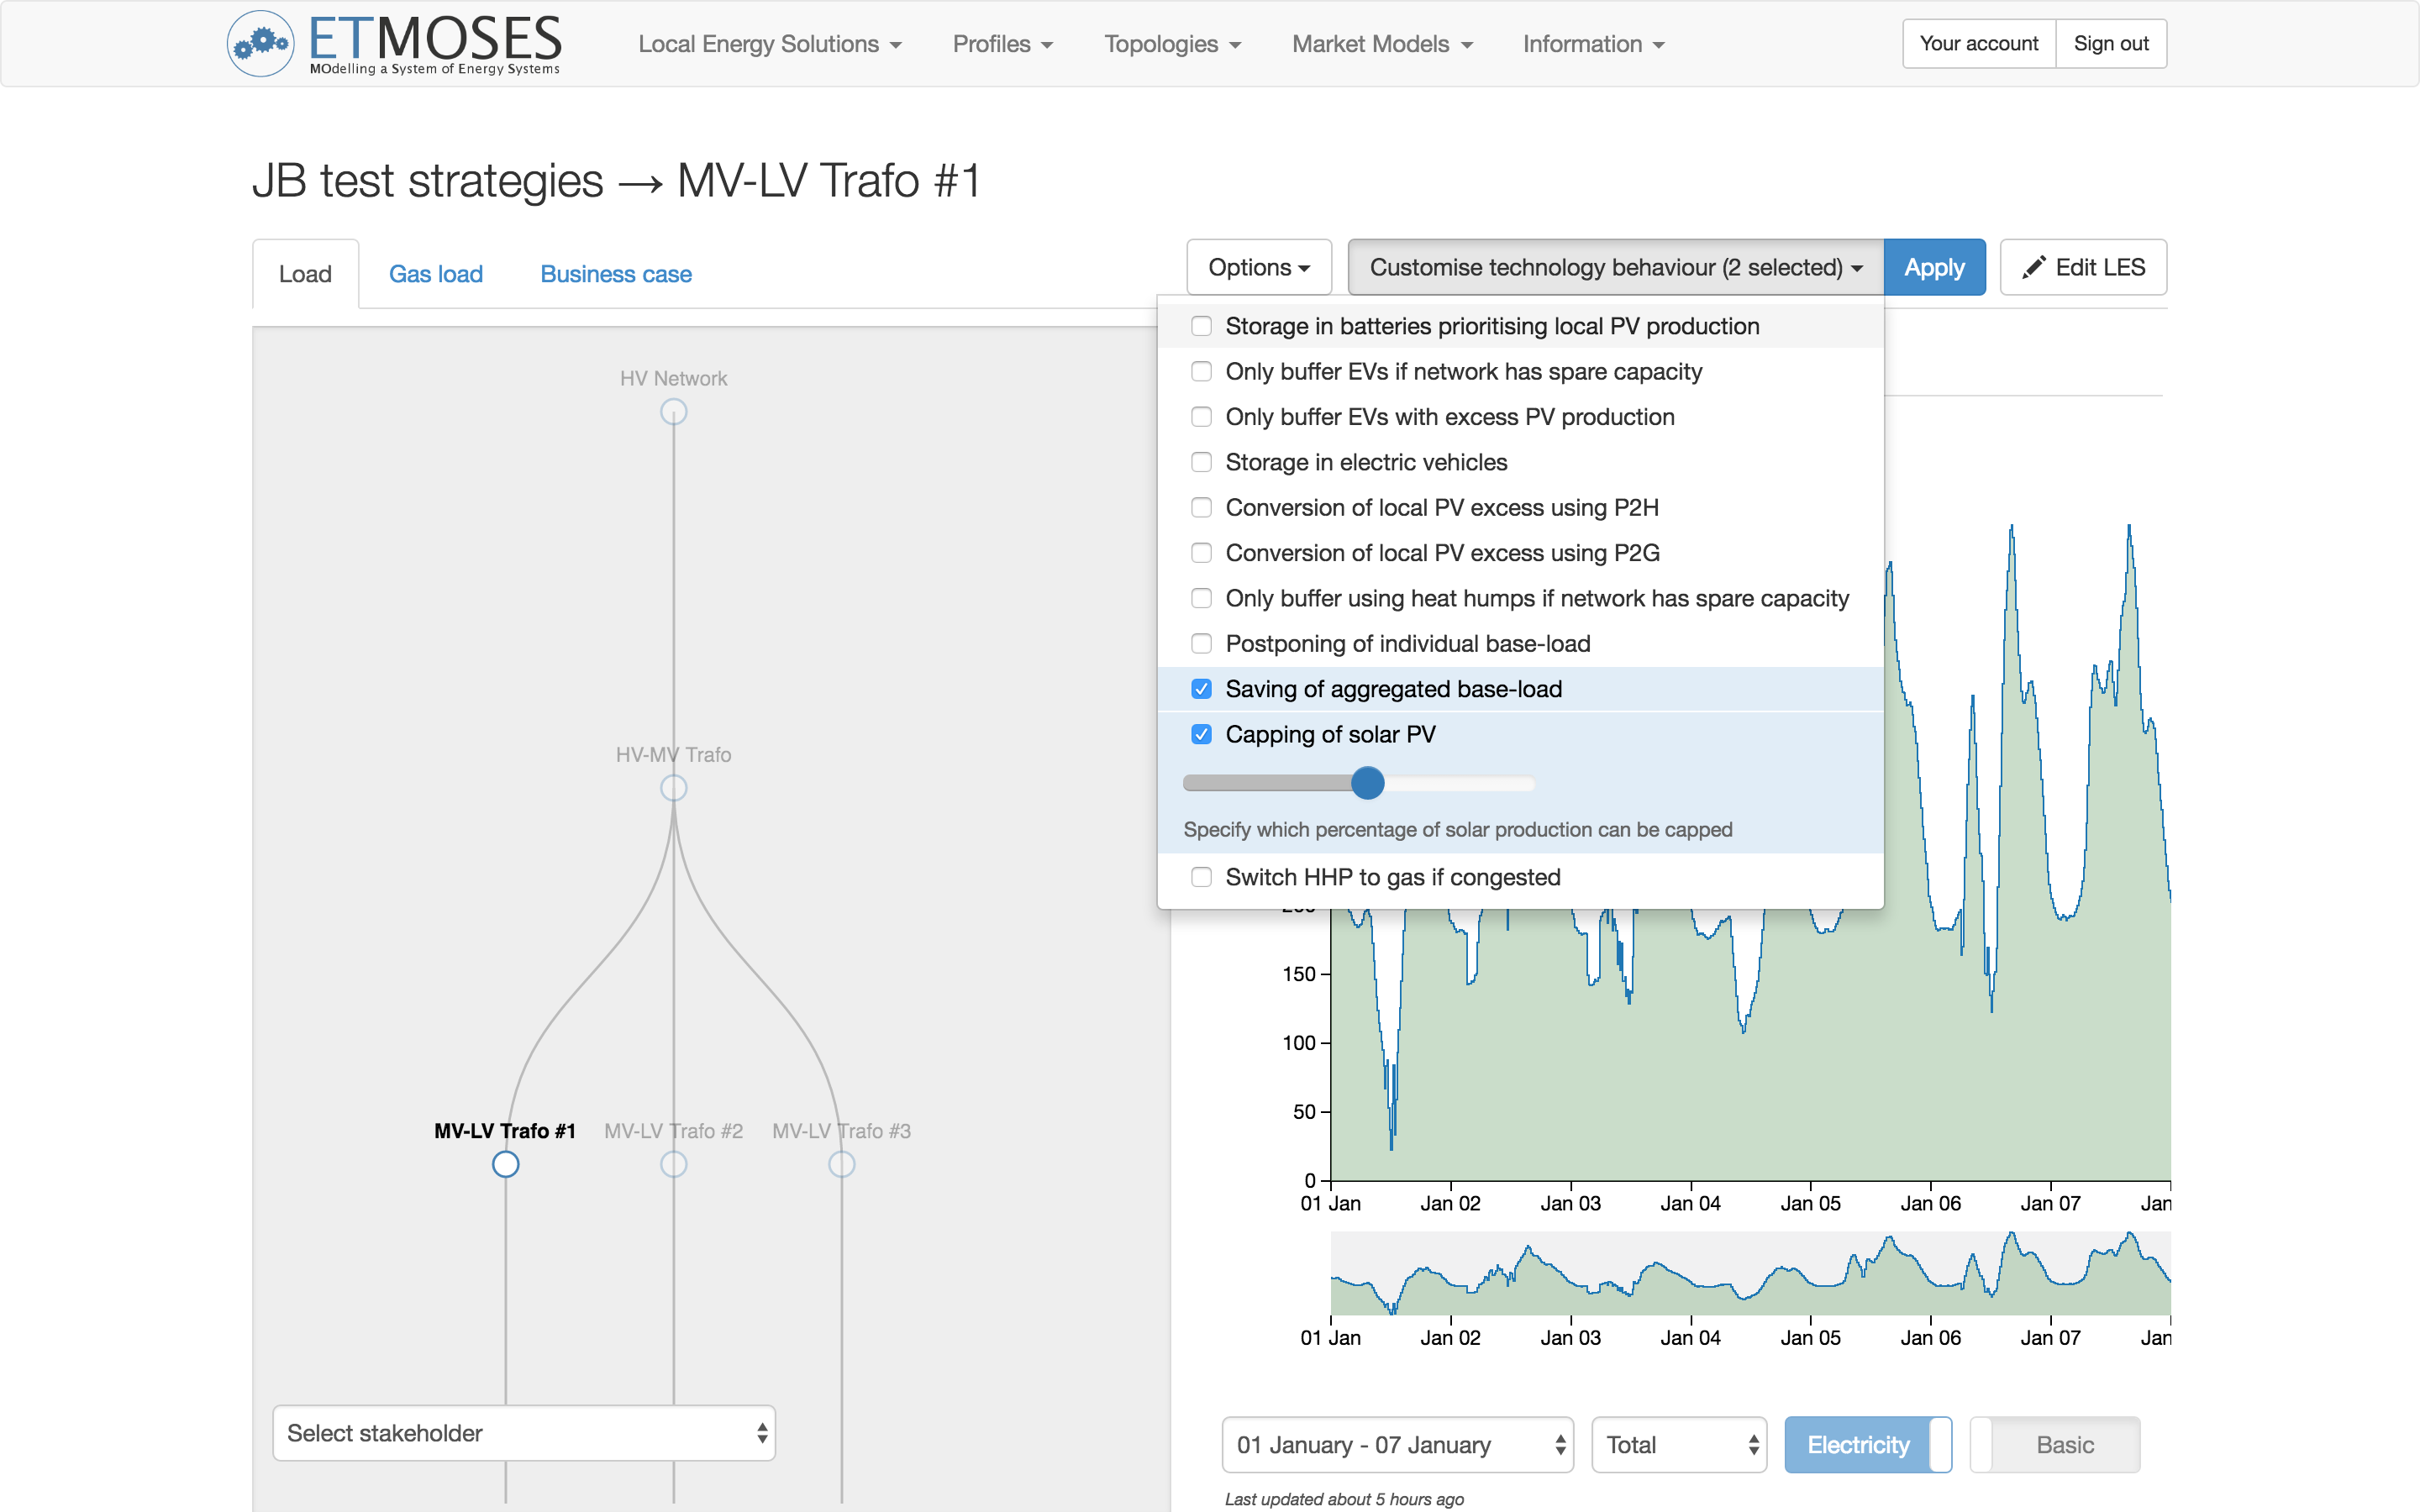 ETMOSES
MOdelling a System of Energy Systems
Local Energy Solutions
Profiles
Topologies
Market Models
Information
Your account
Sign out
JB test strategies → MV-LV Trafo #1
Load
Gas load
Business case
Options
Customise technology behaviour (2 selected)
Apply
Edit LES
Storage in batteries prioritising local PV production
Only buffer EVs if network has spare capacity
Only buffer EVs with excess PV production
Storage in electric vehicles
Conversion of local PV excess using P2H
Conversion of local PV excess using P2G
Only buffer using heat humps if network has spare capacity
Postponing of individual base-load
Saving of aggregated base-load
Capping of solar PV
Specify which percentage of solar production can be capped
Switch HHP to gas if congested
HV Network
HV-MV Trafo
MV-LV Trafo #1
MV-LV Trafo #2
MV-LV Trafo #3
Select stakeholder
150
100
50
0
01 Jan Jan 02 Jan 03 Jan 04 Jan 05 Jan 06 Jan 07 Jan
01 Jan Jan 02 Jan 03 Jan 04 Jan 05 Jan 06 Jan 07 Jan
01 January - 07 January
Total
Electricity
Basic
Last updated about 5 hours ago